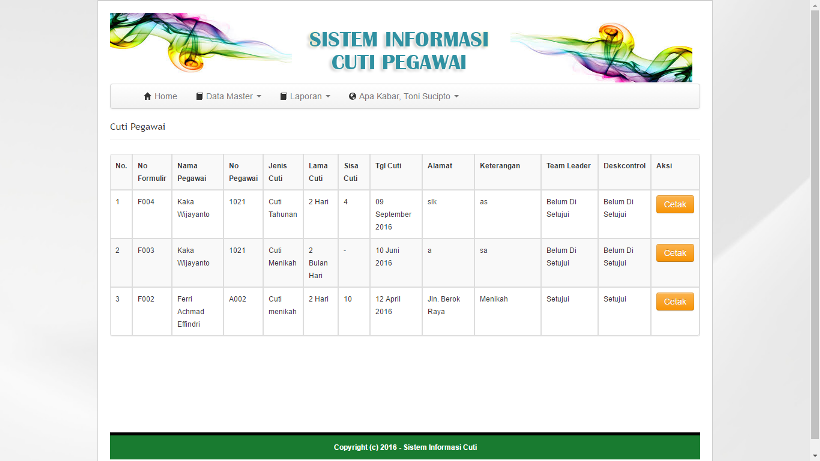 SISTEM INFORMASI
CUTI PEGAWAI
Home Data Master Laporan Apa Kabar, Toni Sucipto
Cuti Pegawai
No. No Formulir Nama Pegawai No Pegawai Jenis Cuti Lama Cuti Sisa Cuti Tgl Cuti Alamat Keterangan Team Leader Deskcontrol Aksi
1 F004 Kaka Wijayanto 1021 Cuti Tahunan 2 Hari 4 09 September 2016 slk as Belum Di Setujui Belum Di Setujui Cetak
2 F003 Kaka Wijayanto 1021 Cuti Menikah 2 Bulan Hari - 10 Juni 2016 a sa Belum Di Setujui Belum Di Setujui Cetak
3 F002 Ferri Achmad Effindri A002 Cuti menikah 2 Hari 10 12 April 2016 Jln. Berok Raya Menikah Setujui Setujui Cetak
Copyright (c) 2016 - Sistem Informasi Cuti